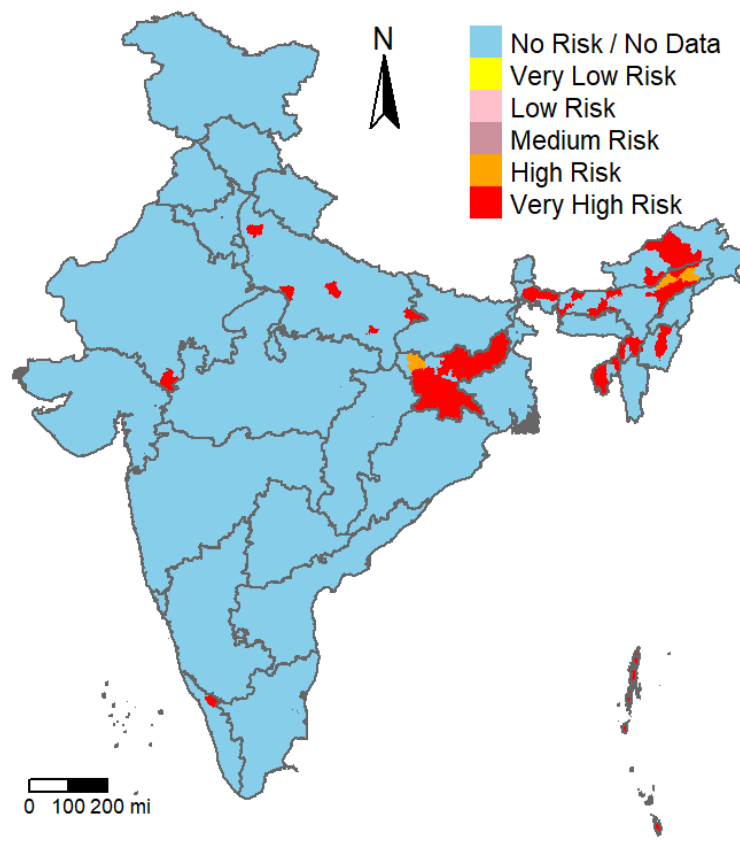 N
No Risk / No Data
Very Low Risk
Low Risk
Medium Risk
High Risk
Very High Risk
0 100 200 mi